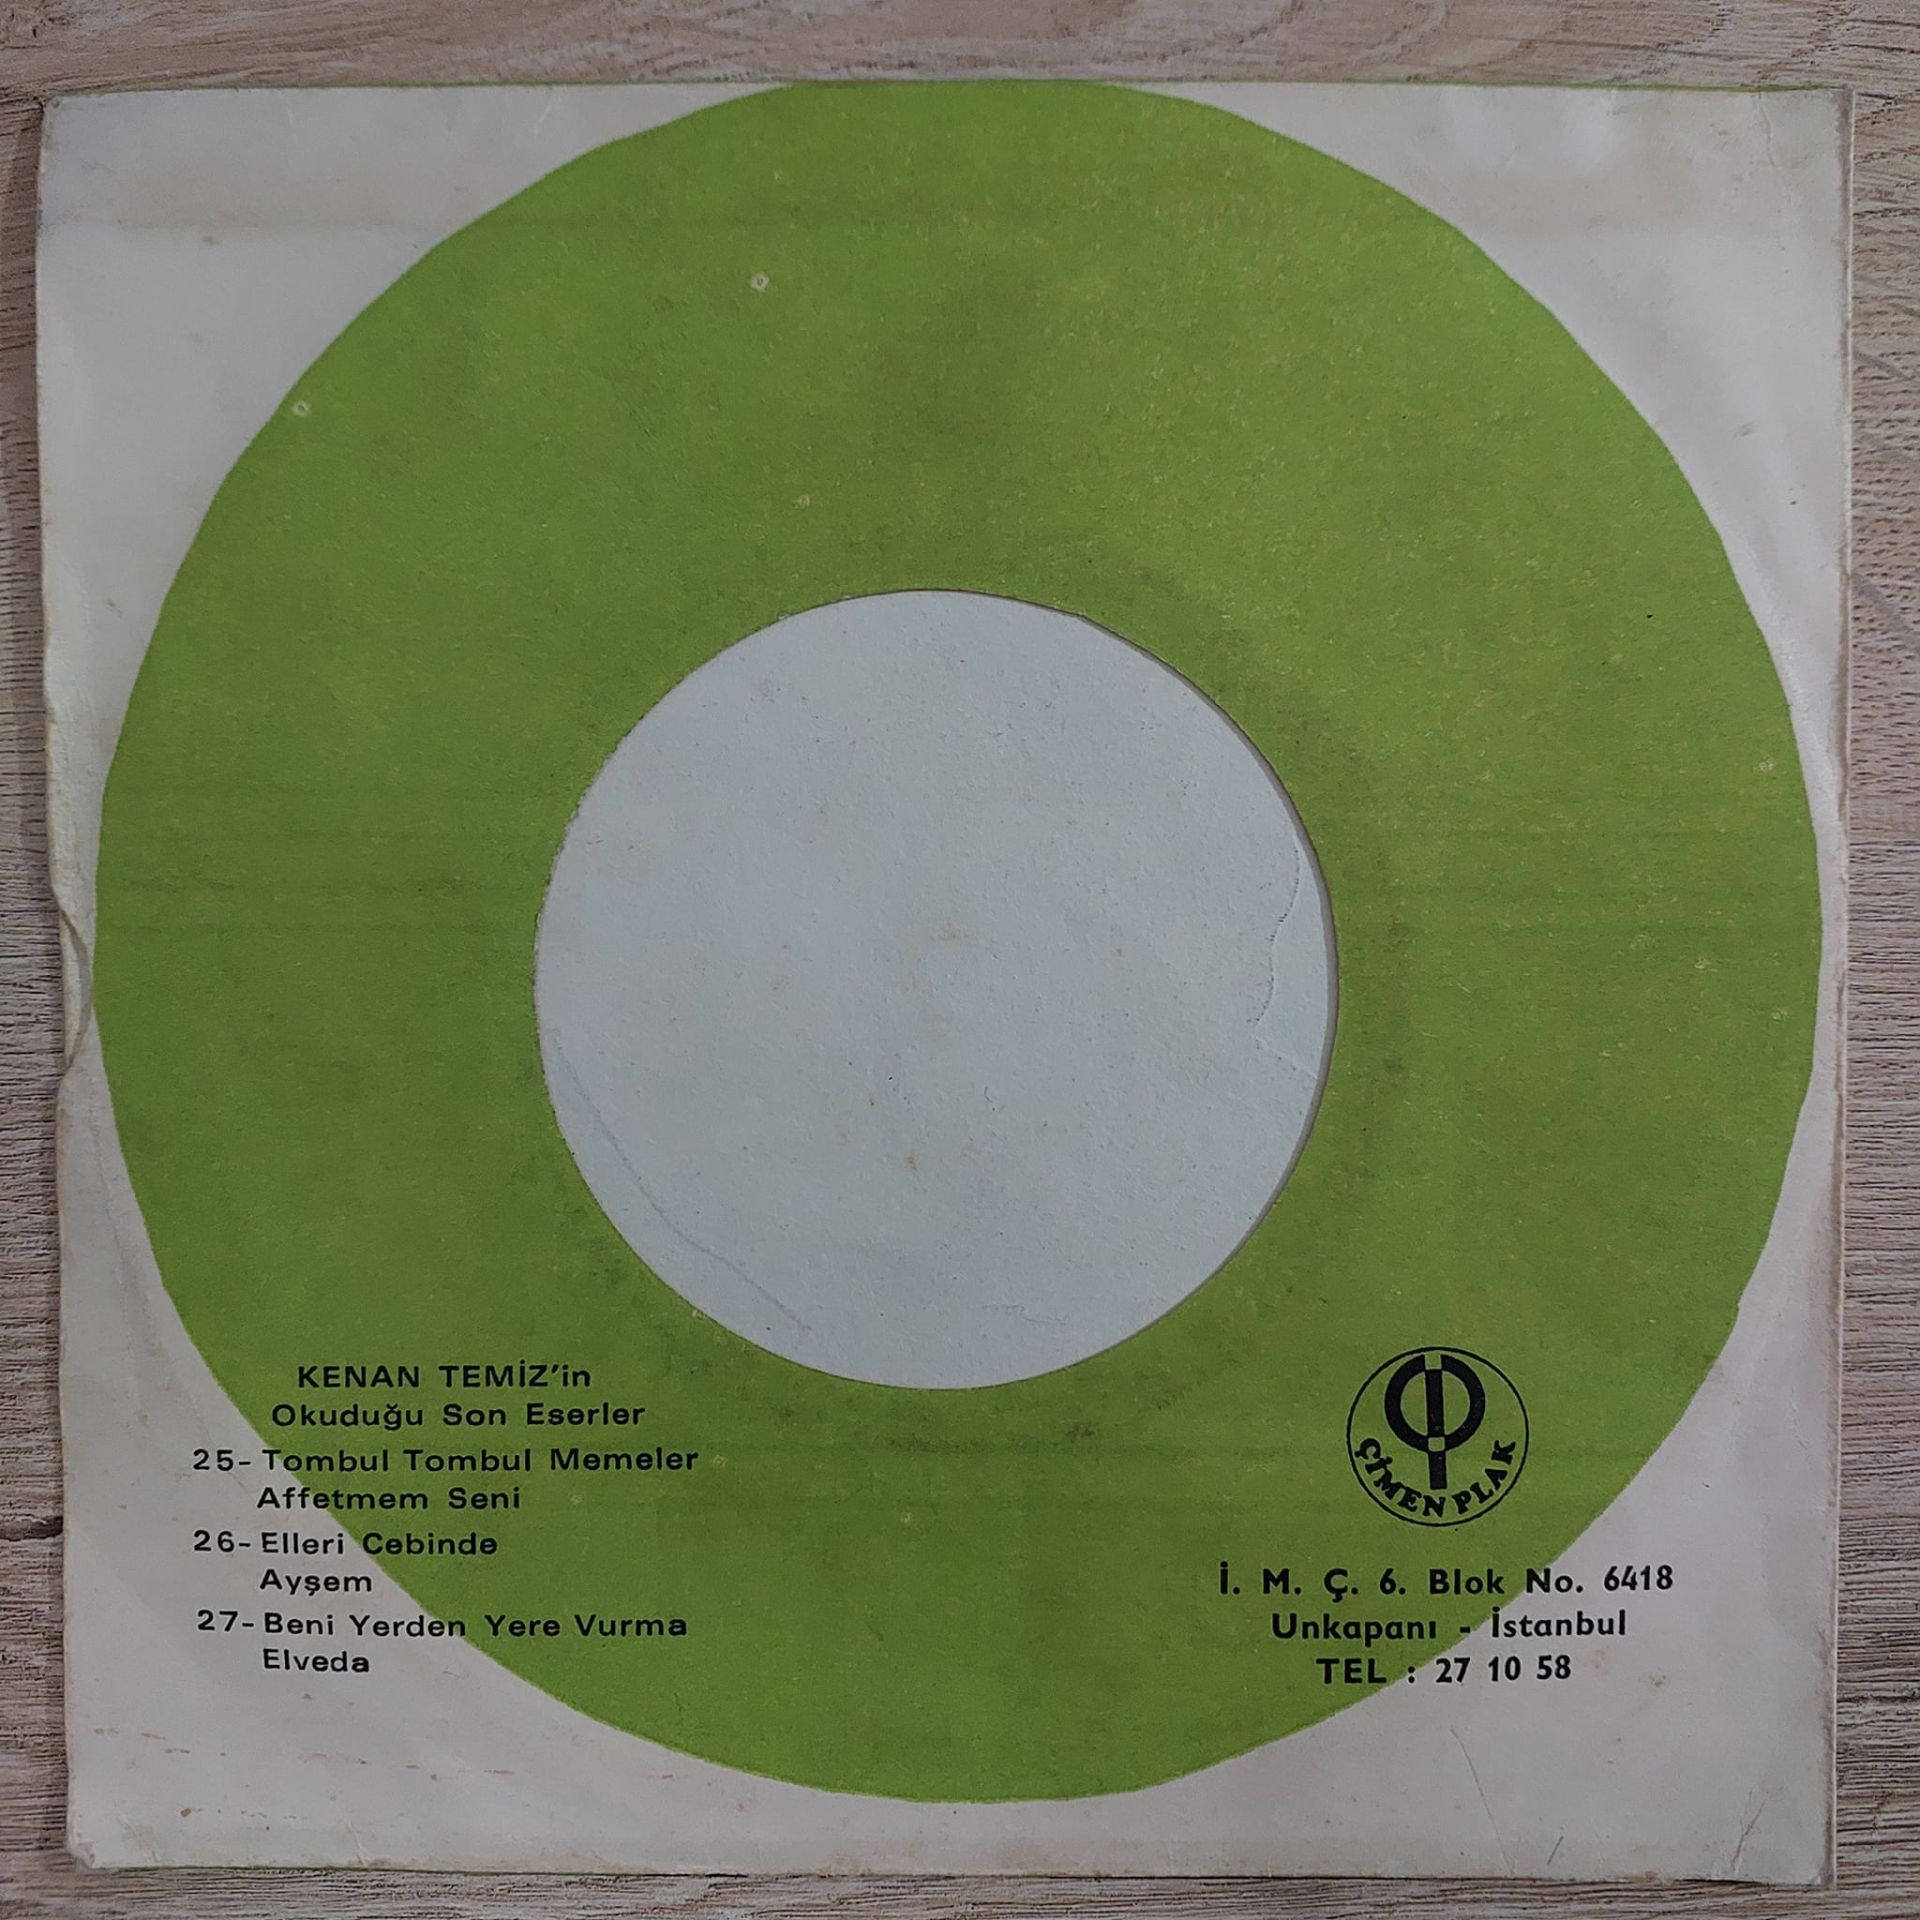 KENAN TEMİZ'in
Okuduğu Son Eserler
25- Tombul Tombul Memeler
Affetmem Seni
26- Elleri Cebinde
Ayşem
27- Beni Yerden Yere Vurma
Elveda
ÇİMEN PLAK
İ. M. Ç. 6. Blok No. 6418
Unkapanı - İstanbul
TEL : 27 10 58